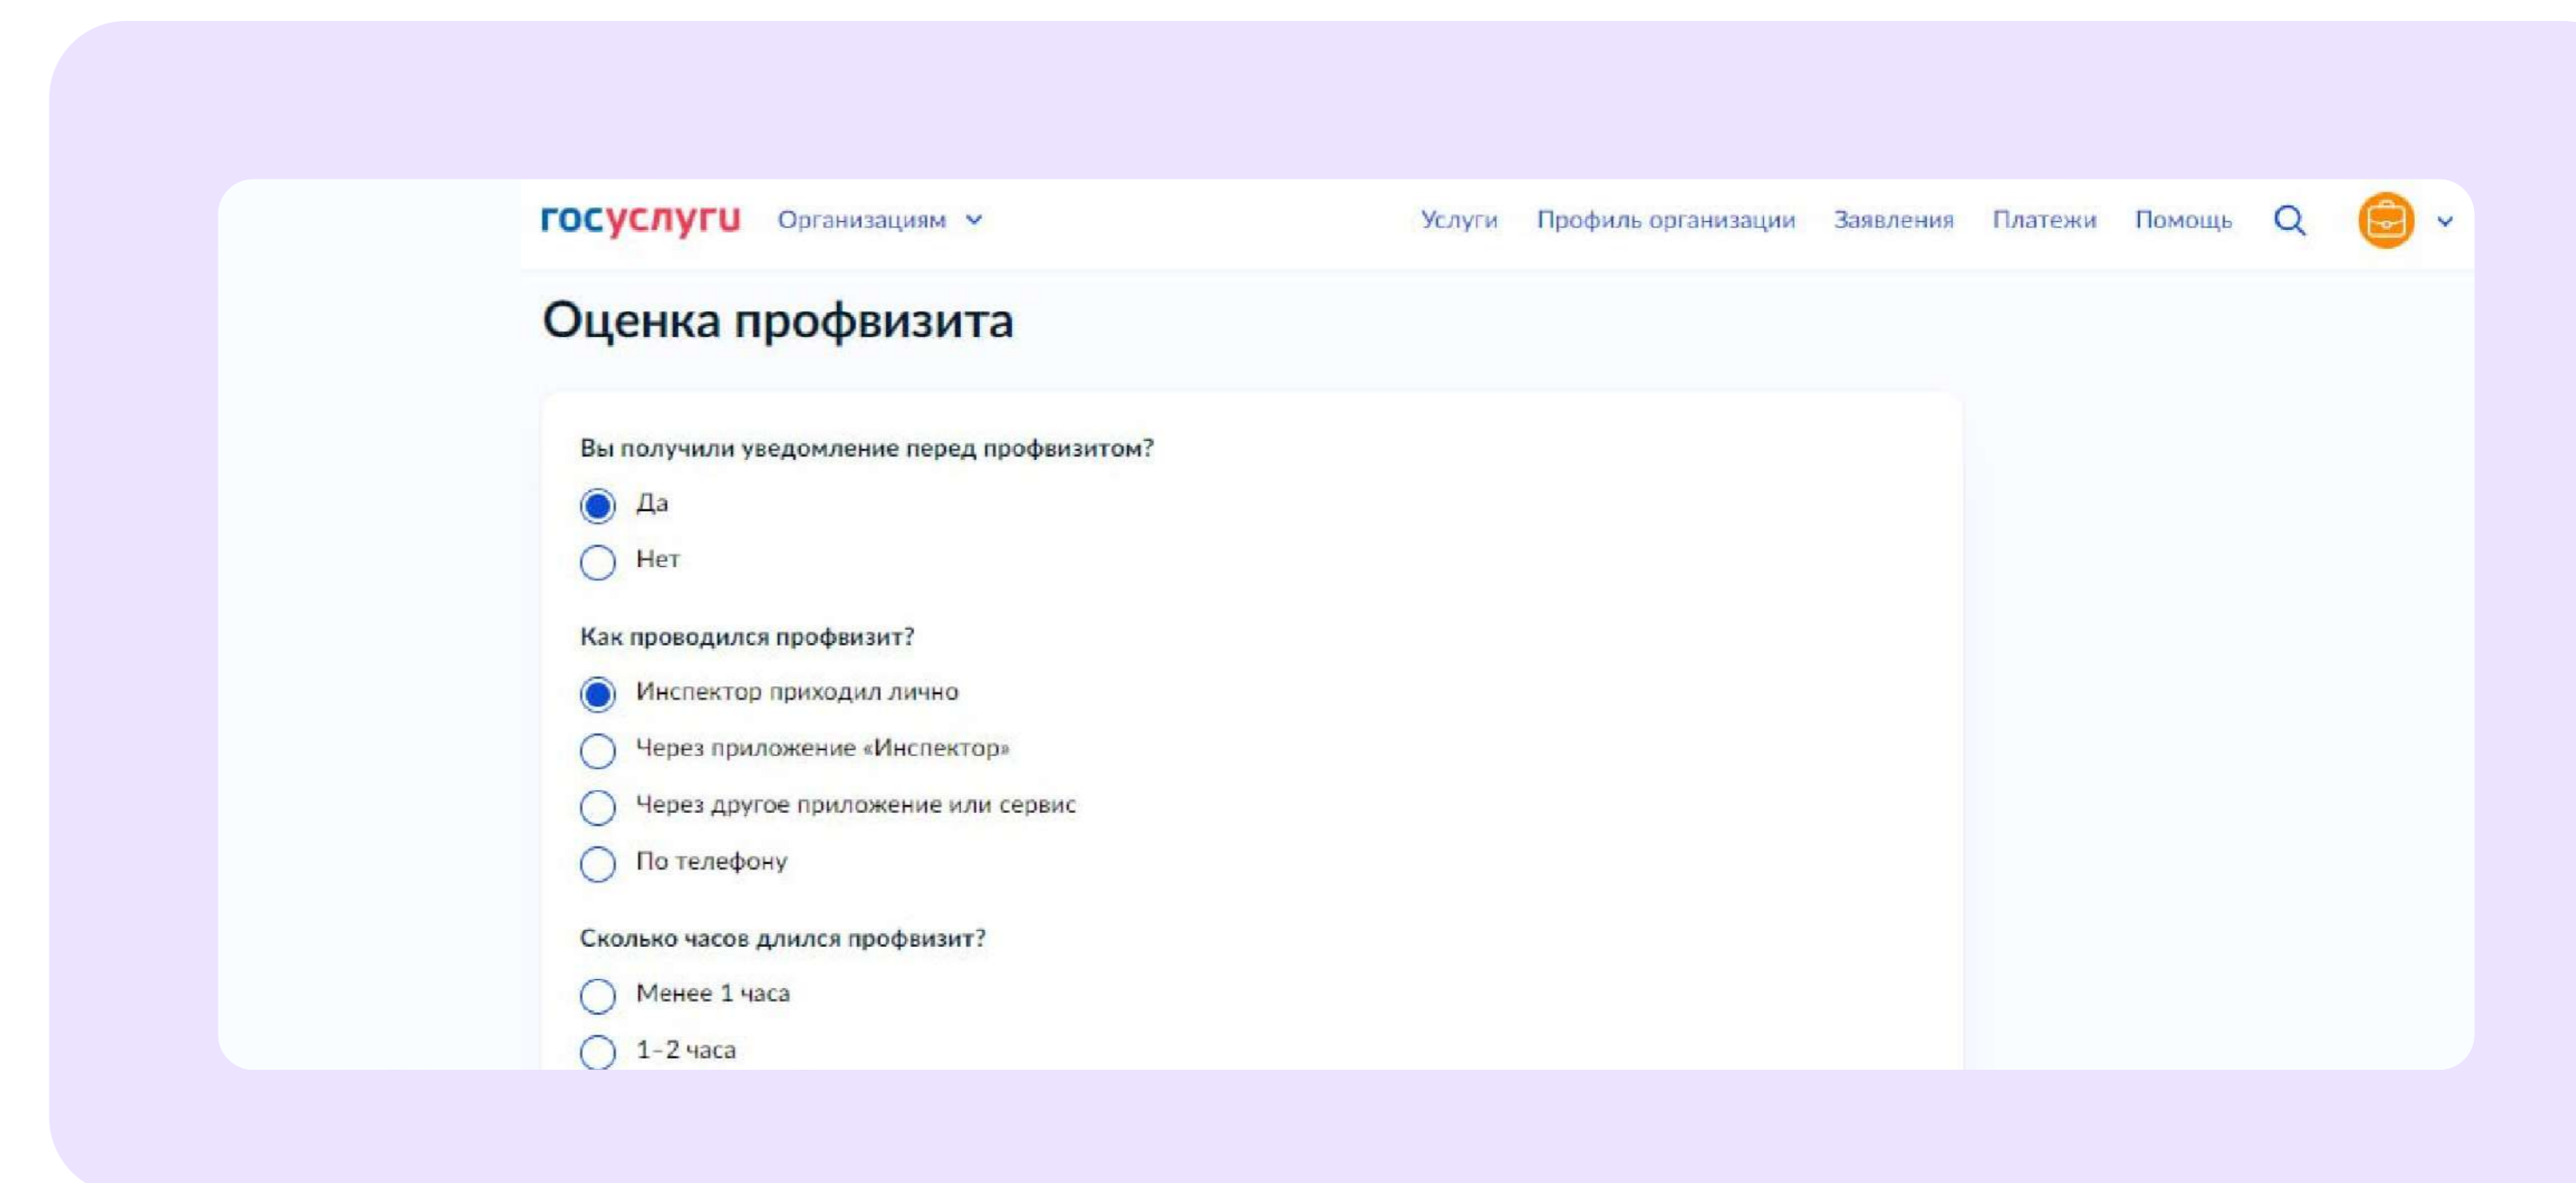 госуслуги Организациям Услуги Профиль организации Заявления Платежи Помощь
Оценка профвизита
Вы получили уведомление перед профвизитом?
Да
Нет
Как проводился профвизит?
Инспектор приходил лично
Через приложение «Инспектор»
Через другое приложение или сервис
По телефону
Сколько часов длился профвизит?
Менее 1 часа
1–2 часа